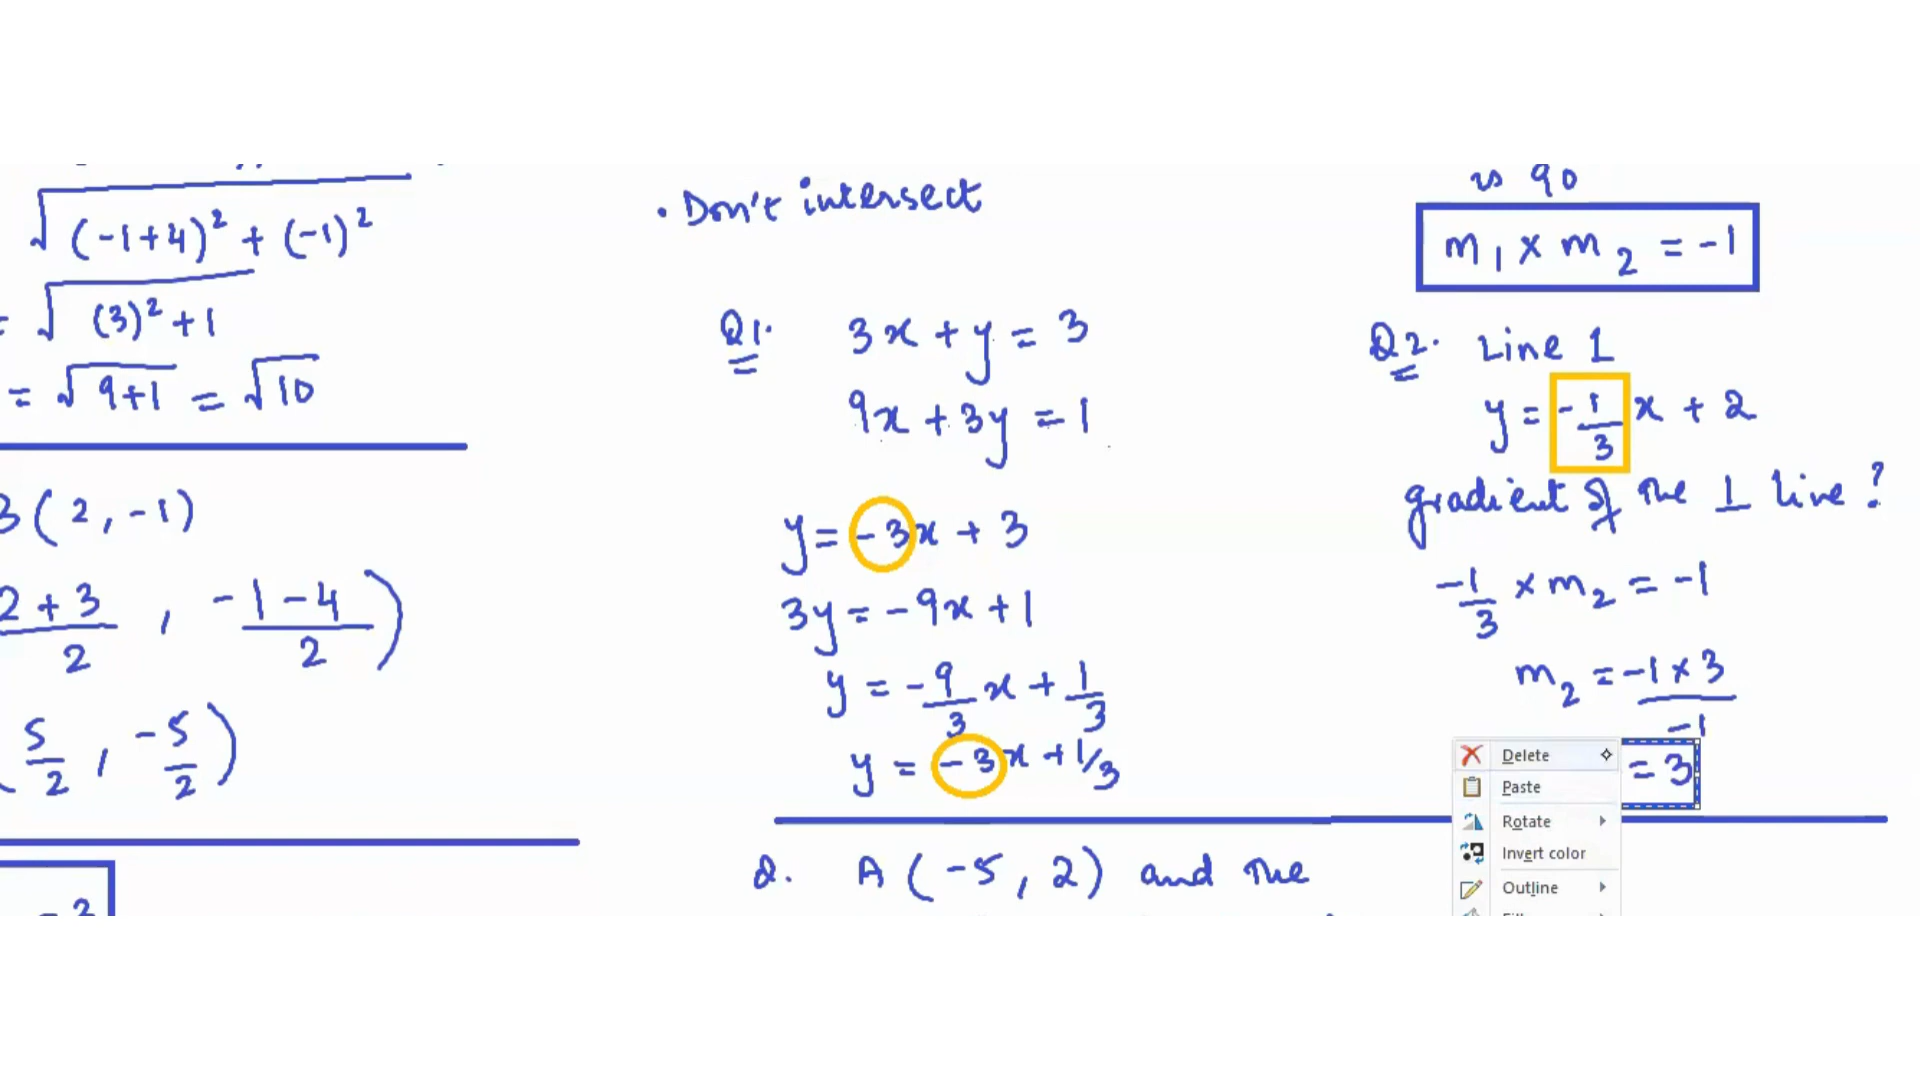 √(-1+4)² + (-1)²
= √(3)² + 1
= √9+1 = √10
(2, -1)
2+3/2 , -1-4/2)
5/2 , -5/2)
• Don't intersect
Q1. 3x + y = 3
9x + 3y = 1
y = -3x + 3
3y = -9x + 1
y = -9/3 x + 1/3
y = -3x + 1/3
is 90
m₁ × m₂ = -1
Q2. Line 1
y = -1/3 x + 2
gradient of the ⊥ line?
-1/3 × m₂ = -1
m₂ = -1 × 3/-1
= 3
Delete
Paste
Rotate
Invert color
Outline
Q. A (-5, 2) and the